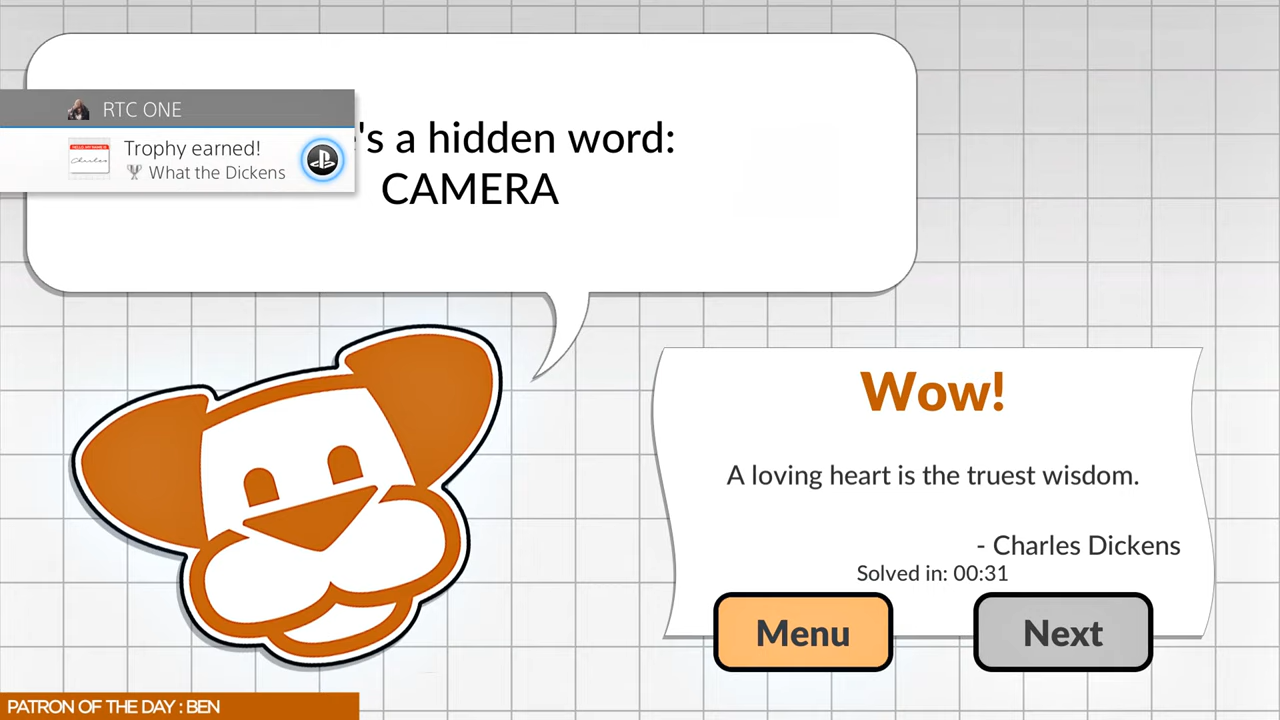 RTC ONE
Trophy earned!
What the Dickens
's a hidden word:
CAMERA
Wow!
A loving heart is the truest wisdom.
- Charles Dickens
Solved in: 00:31
Menu
Next
PATRON OF THE DAY : BEN